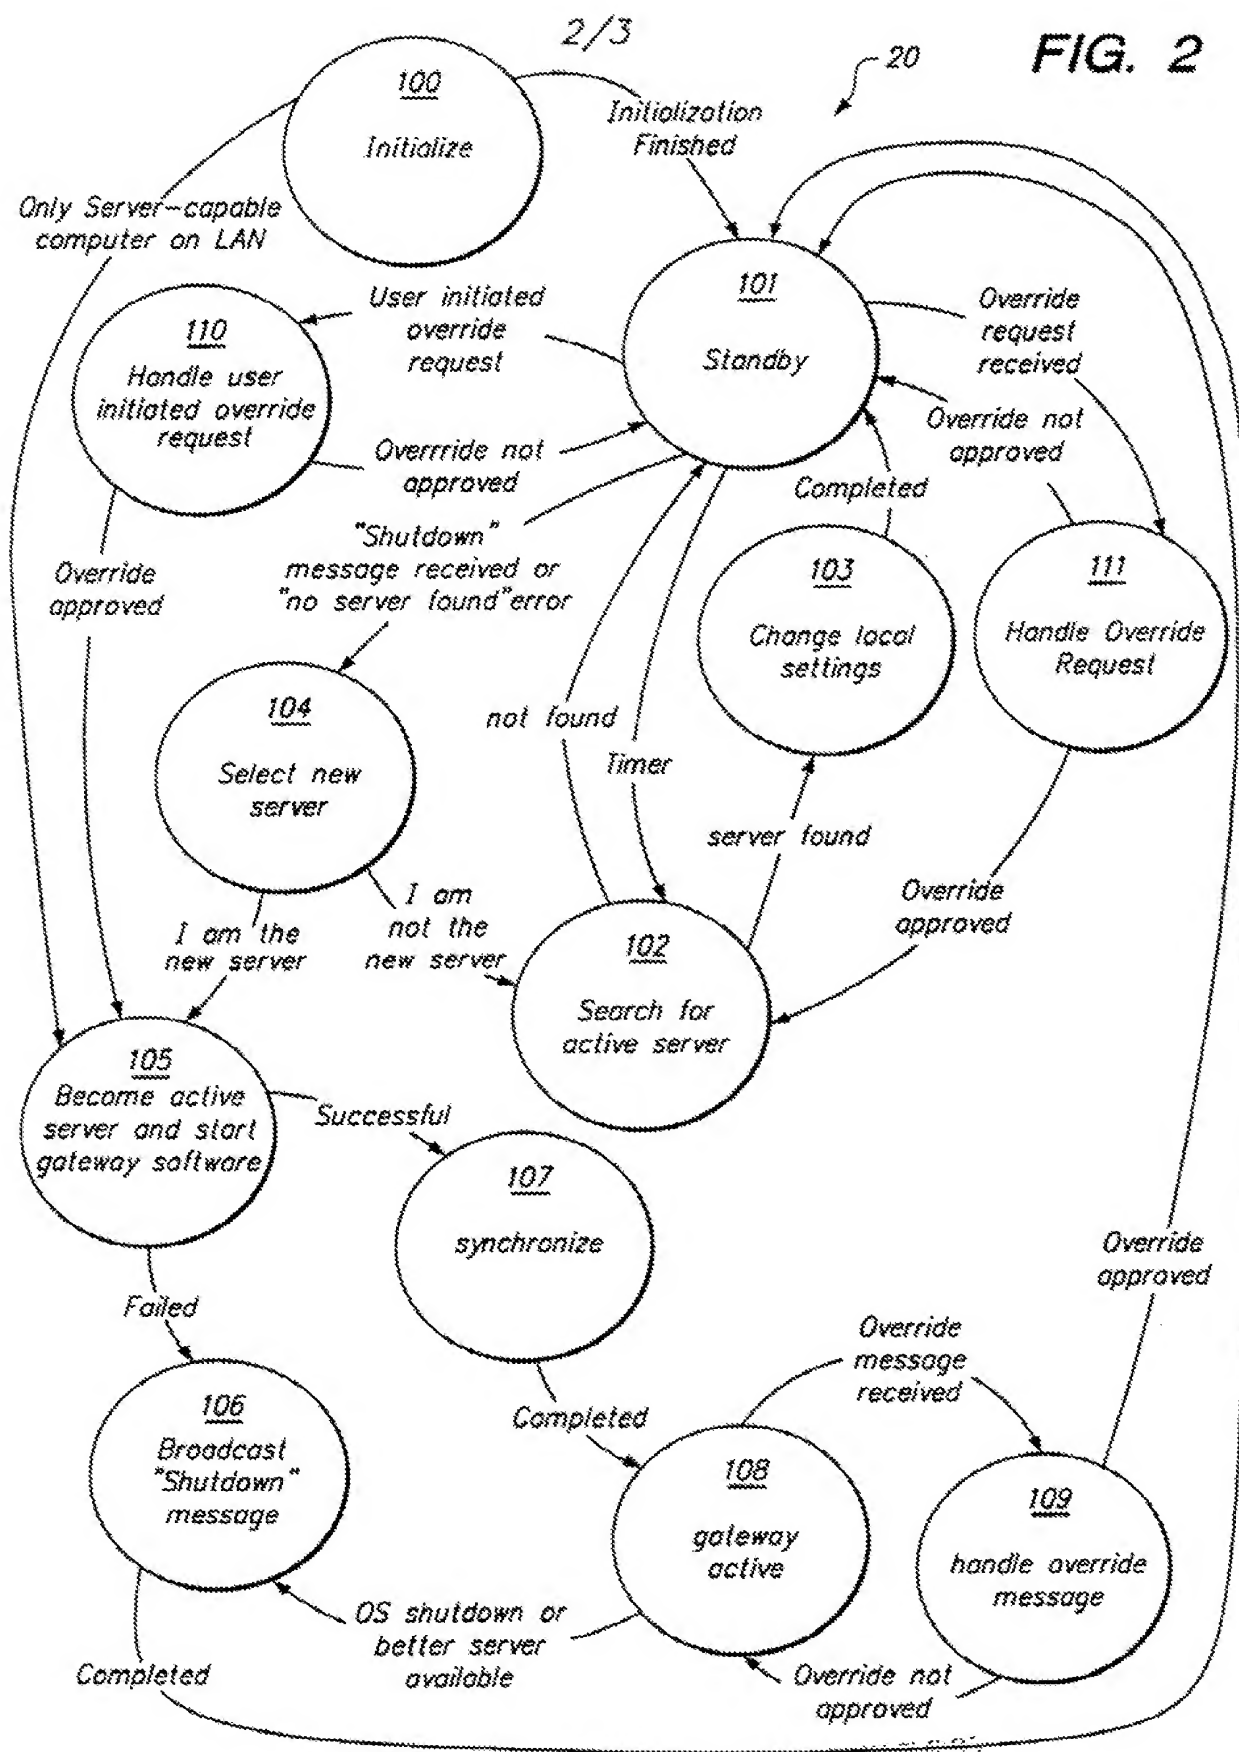 2/3
20
FIG. 2
100
Initialize
Initialization
Finished
Only Server-capable
computer on LAN
101
Standby
User initiated
override
request
110
Handle user
initiated override
request
Override
request
received
Override not
approved
Overrride not
approved
Completed
"Shutdown"
message received or
"no server found"error
Override
approved
103
Change local
settings
111
Handle Override
Request
104
Select new
server
not found
Timer
server found
I am
not the
new server
Override
approved
I am the
new server
102
Search for
active server
105
Become active
server and start
gateway software
Successful
107
synchronize
Override
approved
Failed
Override
message
received
106
Broadcast
"Shutdown"
message
Completed
108
gateway
active
109
handle override
message
OS shutdown or
better server
available
Completed
Override not
approved